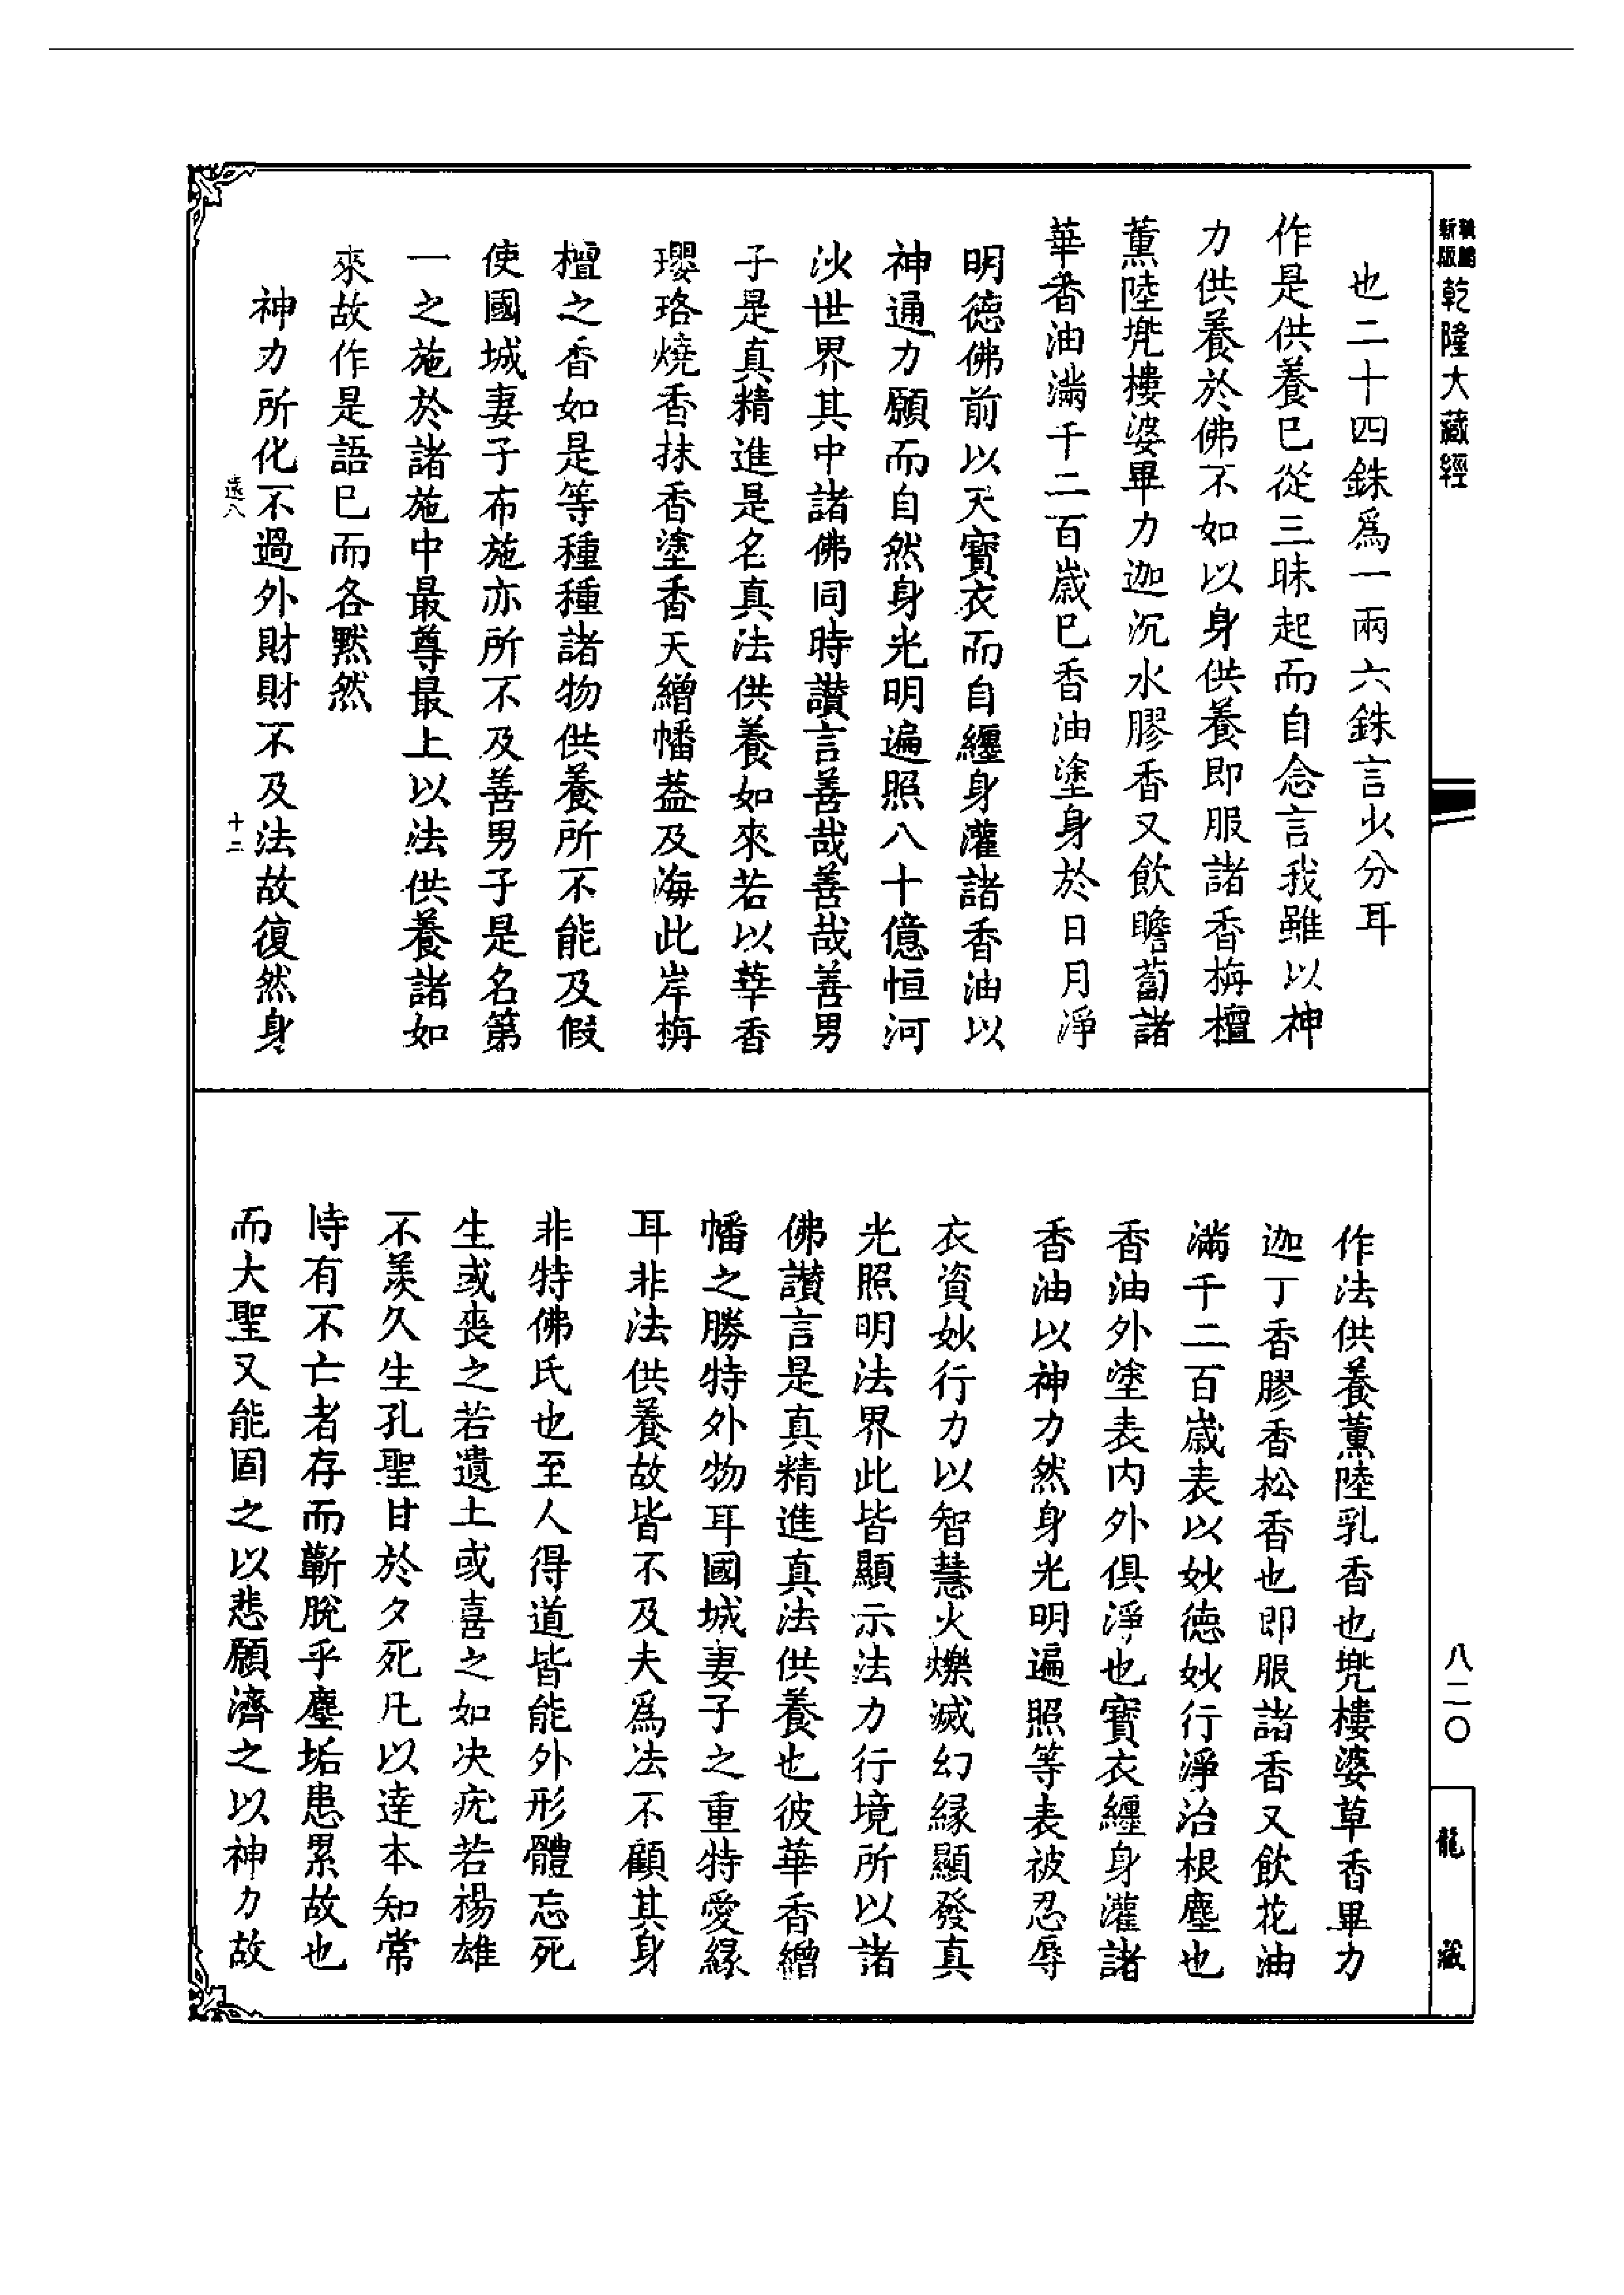 新版
乾隆大藏經
八二〇
龍藏
也二十四銖爲一兩六銖言火分耳
作是供養已從三昧起而自念言我雖以神
力供養於佛不如以身供養即服諸香栴檀
薰陸兜樓婆畢力迦沉水膠香又飲瞻蔔諸
華香油滿千二百歲已香油塗身於日月淨
明德佛前以天寶衣而自纏身灌諸香油以
神通力願而自然身光明遍照八十億恒河
沙世界其中諸佛同時讚言善哉善哉善男
子是真精進是名真法供養如來若以華香
瓔珞燒香抹香塗香天繒幡葢及海此岸栴
檀之香如是等種種諸物供養所不能及假
使國城妻子布施亦所不及善男子是名第
一之施於諸施中最尊最上以法供養諸如
來故作是語已而各黙然
神力所化不過外財財不及法故復然身
遠八
十二
作法供養薰陸乳香也兜樓婆草香畢力
迦丁香膠香松香也即服諸香又飲花油
滿千二百歲表以妙德妙行淨治根塵也
香油外塗表内外俱淨也寶衣纏身灌諸
香油以神力然身光明遍照等表被忍辱
衣資妙行力以智慧火爍滅幻緣顯發真
光照明法界此皆顯示法力行境所以諸
佛讚言是真精進真法供養也彼華香繒
幡之勝特外物耳國城妻子之重特愛緣
耳非法供養故皆不及夫爲法不顧其身
非特佛氏也至人得道皆能外形體忘死
生或喪之若遺土或喜之如决疣若禓雄
不羨久生孔聖甘於夕死凡以達本知常
恃有不亡者存而蘄脫乎塵垢患累故也
而大聖又能固之以悲願濟之以神力故